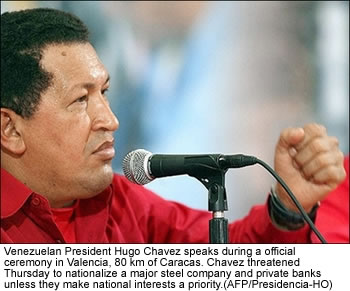 Venezuelan President Hugo Chavez speaks during a official
ceremony in Valencia, 80 km of Caracas. Chavez threatened
Thursday to nationalize a major steel company and private banks
unless they make national interests a priority.(AFP/Presidencia-HO)